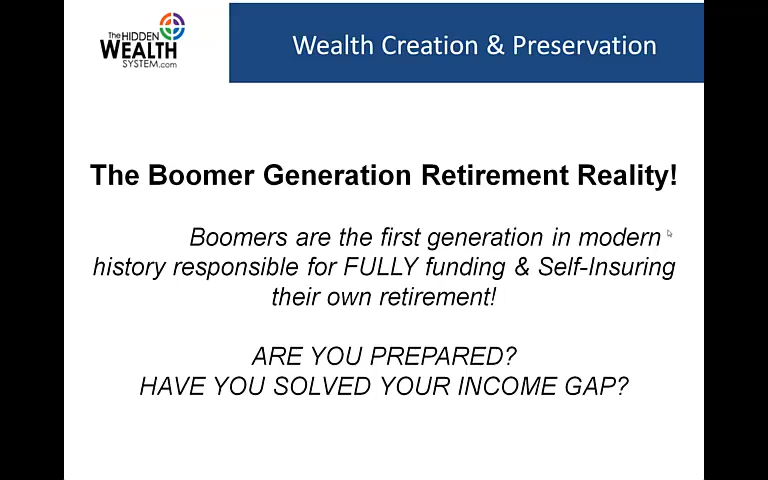 The HIDDEN
WEALTH
SYSTEM.com
Wealth Creation & Preservation
The Boomer Generation Retirement Reality!
Boomers are the first generation in modern
history responsible for FULLY funding & Self-Insuring
their own retirement!
ARE YOU PREPARED?
HAVE YOU SOLVED YOUR INCOME GAP?